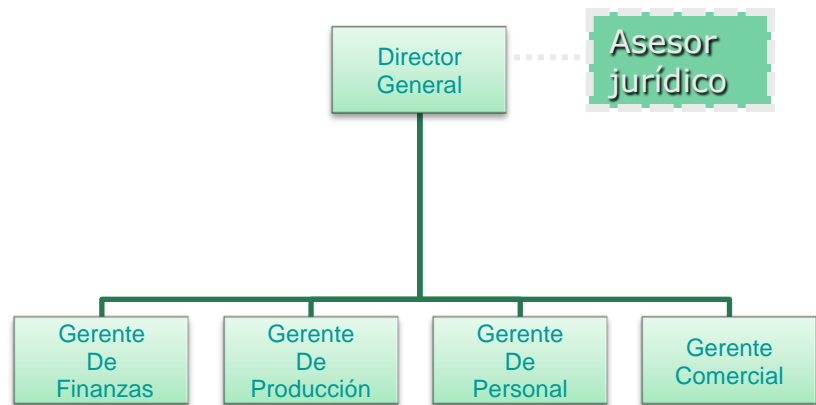 Director
General
Asesor
jurídico
Gerente
De
Finanzas
Gerente
De
Producción
Gerente
De
Personal
Gerente
Comercial